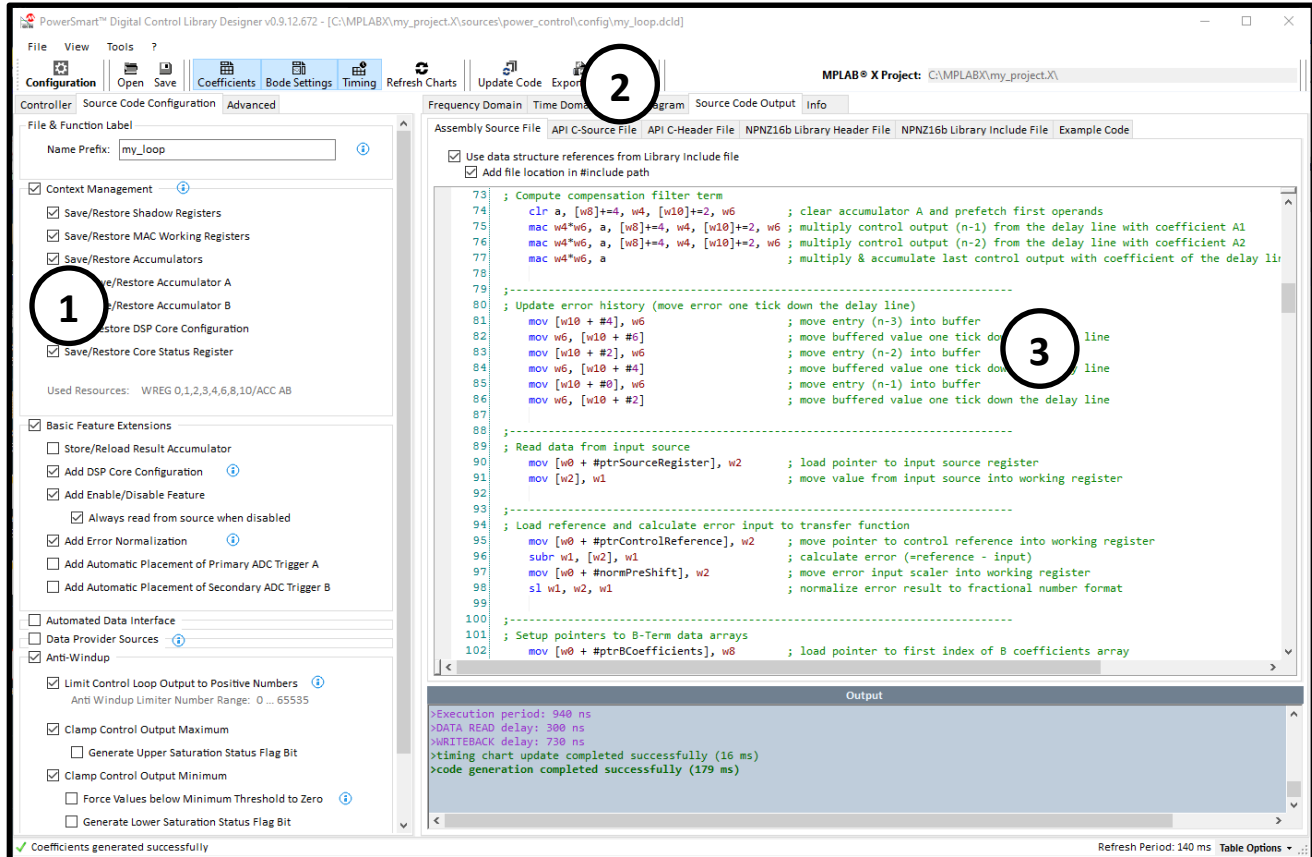 PowerSmart™ Digital Control Library Designer v0.9.12.672 - [C:\MPLABX\my_project.X\sources\power_control\config\my_loop.dcld]
File View Tools ?
Configuration Open Save Coefficients Bode Settings Timing Refresh Charts Update Code
MPLAB® X Project: C:\MPLABX\my_project.X\
Controller Source Code Configuration Advanced
Frequency Domain Source Code Output Info
Assembly Source File API C-Source File API C-Header File NPNZ16b Library Header File NPNZ16b Library Include File Example Code
File & Function Label
Name Prefix: my_loop
Context Management
Save/Restore Shadow Registers
Save/Restore MAC Working Registers
Save/Restore Accumulators
/Restore Accumulator A
/Restore Accumulator B
DSP Core Configuration
Save/Restore Core Status Register
Used Resources: WREG 0,1,2,3,4,6,8,10/ACC AB
Basic Feature Extensions
Store/Reload Result Accumulator
Add DSP Core Configuration
Add Enable/Disable Feature
Always read from source when disabled
Add Error Normalization
Add Automatic Placement of Primary ADC Trigger A
Add Automatic Placement of Secondary ADC Trigger B
Automated Data Interface
Data Provider Sources
Anti-Windup
Limit Control Loop Output to Positive Numbers
Anti Windup Limiter Number Range: 0 ... 65535
Clamp Control Output Maximum
Generate Upper Saturation Status Flag Bit
Clamp Control Output Minimum
Force Values below Minimum Threshold to Zero
Generate Lower Saturation Status Flag Bit
1
2
3
Use data structure references from Library Include file
Add file location in #include path
73 ; Compute compensation filter term
74 clr a, [w8]+=4, w4, [w10]+=2, w6 ; clear accumulator A and prefetch first operands
75 mac w4*w6, a, [w8]+=4, w4, [w10]+=2, w6 ; multiply control output (n-1) from the delay line with coefficient A1
76 mac w4*w6, a, [w8]+=4, w4, [w10]+=2, w6 ; multiply control output (n-2) from the delay line with coefficient A2
77 mac w4*w6, a ; multiply & accumulate last control output with coefficient of the delay
78
79 ;----------------------------------------------------------------------
80 ; Update error history (move error one tick down the delay line)
81 mov [w10 + #4], w6 ; move entry (n-3) into buffer
82 mov w6, [w10 + #6] ; move buffered value one tick line
83 mov [w10 + #2], w6 ; move entry (n-2) into buffer
84 mov w6, [w10 + #4] ; move buffered value one tick line
85 mov [w10 + #0], w6 ; move entry (n-1) into buffer
86 mov w6, [w10 + #2] ; move buffered value one tick down the delay line
87
88 ;----------------------------------------------------------------------
89 ; Read data from input source
90 mov [w0 + #ptrSourceRegister], w2 ; load pointer to input source register
91 mov [w2], w1 ; move value from input source into working register
92
93 ;----------------------------------------------------------------------
94 ; Load reference and calculate error input to transfer function
95 mov [w0 + #ptrControlReference], w2 ; move pointer to control reference into working register
96 subr w1, [w2], w1 ; calculate error (=reference - input)
97 mov [w0 + #normPreShift], w2 ; move error input scaler into working register
98 sl w1, w2, w1 ; normalize error result to fractional number format
99
100 ;----------------------------------------------------------------------
101 ; Setup pointers to B-Term data arrays
102 mov [w0 + #ptrBCoefficients], w8 ; load pointer to first index of B coefficients array
Output
>Execution period: 940 ns
>DATA READ delay: 300 ns
>WRITEBACK delay: 730 ns
>timing chart update completed successfully (16 ms)
>code generation completed successfully (179 ms)
Coefficients generated successfully
Refresh Period: 140 ms Table Options